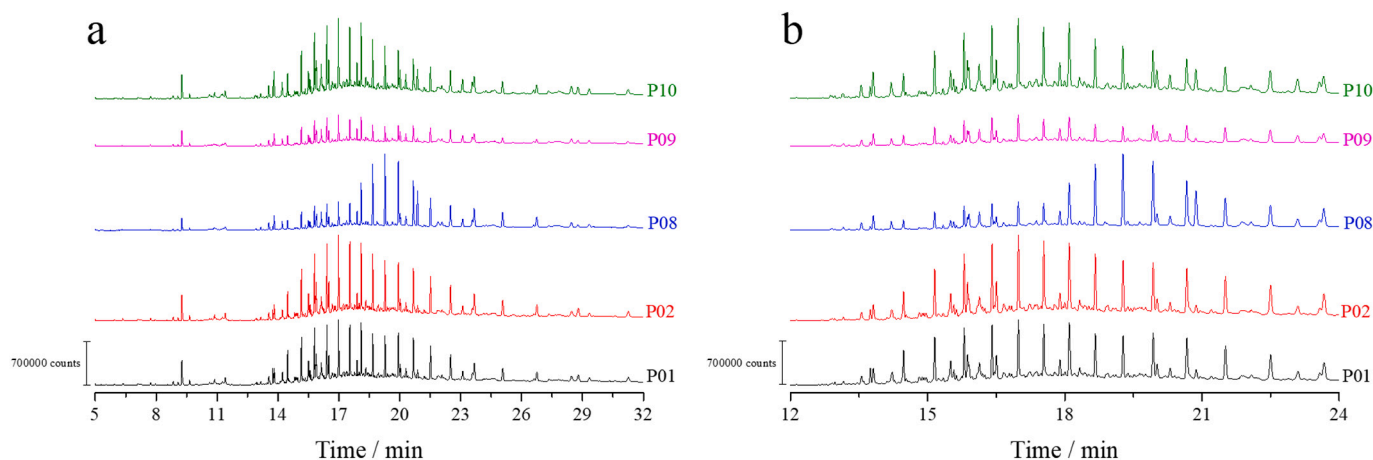 a
P10
P09
P08
P02
700000 counts
P01
5 8 11 14 17 20 23 26 29 32
Time / min
b
P10
P09
P08
P02
700000 counts
P01
12 15 18 21 24
Time / min